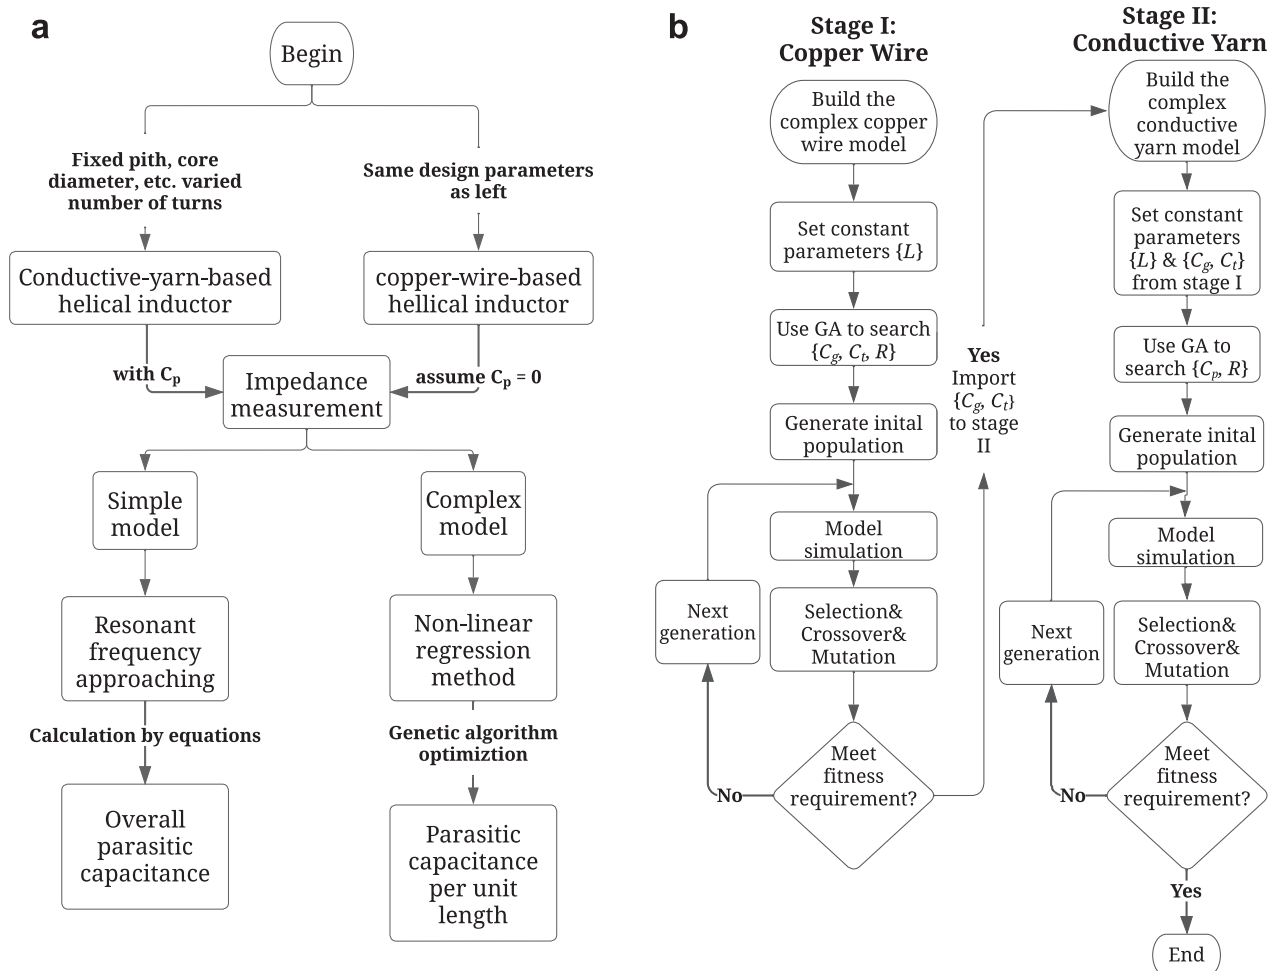 a
Begin
Fixed pith, core
diameter, etc. varied
number of turns
Same design parameters
as left
Conductive-yarn-based
helical inductor
copper-wire-based
hellical inductor
with Cp
assume Cp = 0
Impedance
measurement
Simple
model
Complex
model
Resonant
frequency
approaching
Non-linear
regression
method
Calculation by equations
Genetic algorithm
optimiztion
Overall
parasitic
capacitance
Parasitic
capacitance
per unit
length
b
Stage I:
Copper Wire
Build the
complex copper
wire model
Set constant
parameters {L}
Use GA to search
{Cg, Ct, R}
Generate inital
population
Model
simulation
Selection&
Crossover&
Mutation
Next
generation
Meet
fitness
requirement?
No
Yes
Import
{Cg, Ct}
to stage
II
Stage II:
Conductive Yarn
Build the
complex
conductive
yarn model
Set constant
parameters
{L} & {Cg, Ct}
from stage I
Use GA to
search {Cp, R}
Generate inital
population
Model
simulation
Selection&
Crossover&
Mutation
Next
generation
Meet
fitness
requirement?
No
Yes
End